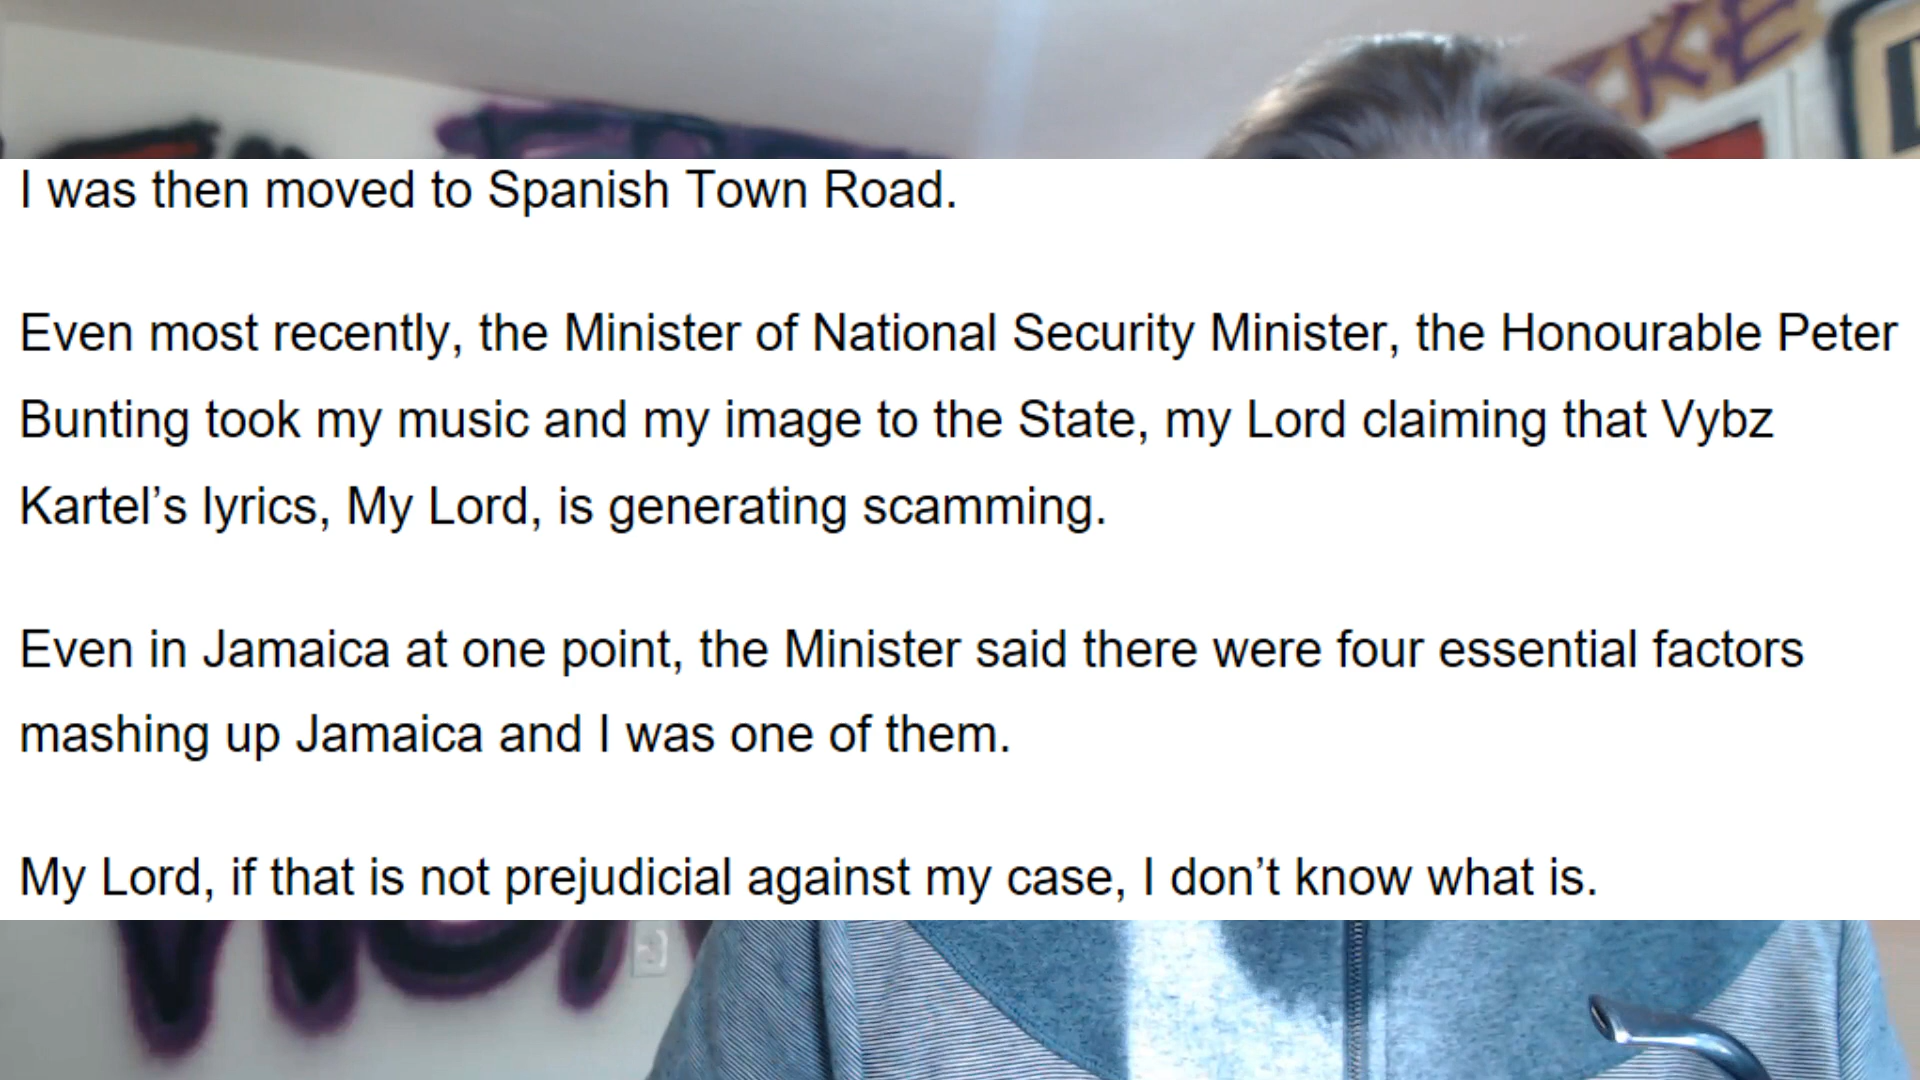 I was then moved to Spanish Town Road.
Even most recently, the Minister of National Security Minister, the Honourable Peter
Bunting took my music and my image to the State, my Lord claiming that Vybz
Kartel’s lyrics, My Lord, is generating scamming.
Even in Jamaica at one point, the Minister said there were four essential factors
mashing up Jamaica and I was one of them.
My Lord, if that is not prejudicial against my case, I don’t know what is.